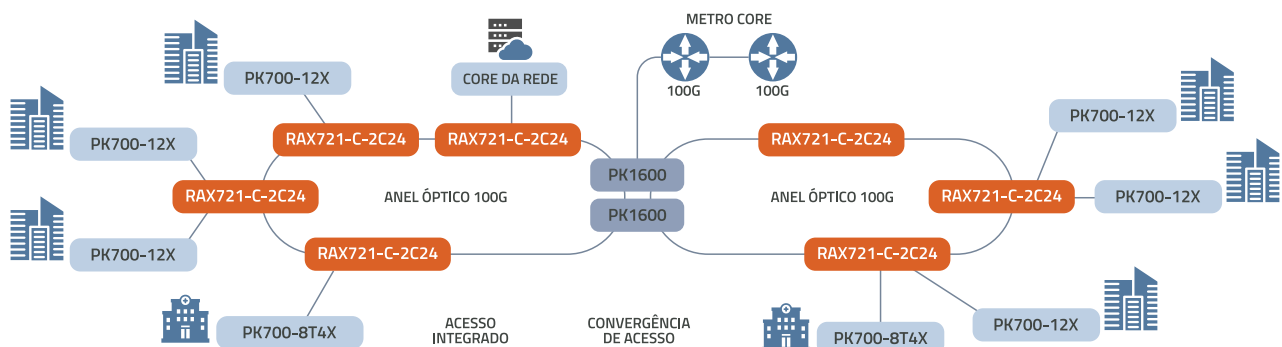 METRO CORE
PK700-12X
CORE DA REDE
100G
100G
PK700-12X
PK700-12X
RAX721-C-2C24
RAX721-C-2C24
RAX721-C-2C24
PK1600
RAX721-C-2C24
ANEL ÓPTICO 100G
ANEL ÓPTICO 100G
RAX721-C-2C24
PK700-12X
PK1600
PK700-12X
RAX721-C-2C24
RAX721-C-2C24
PK700-8T4X
ACESSO
INTEGRADO
CONVERGÊNCIA
DE ACESSO
PK700-8T4X
PK700-12X